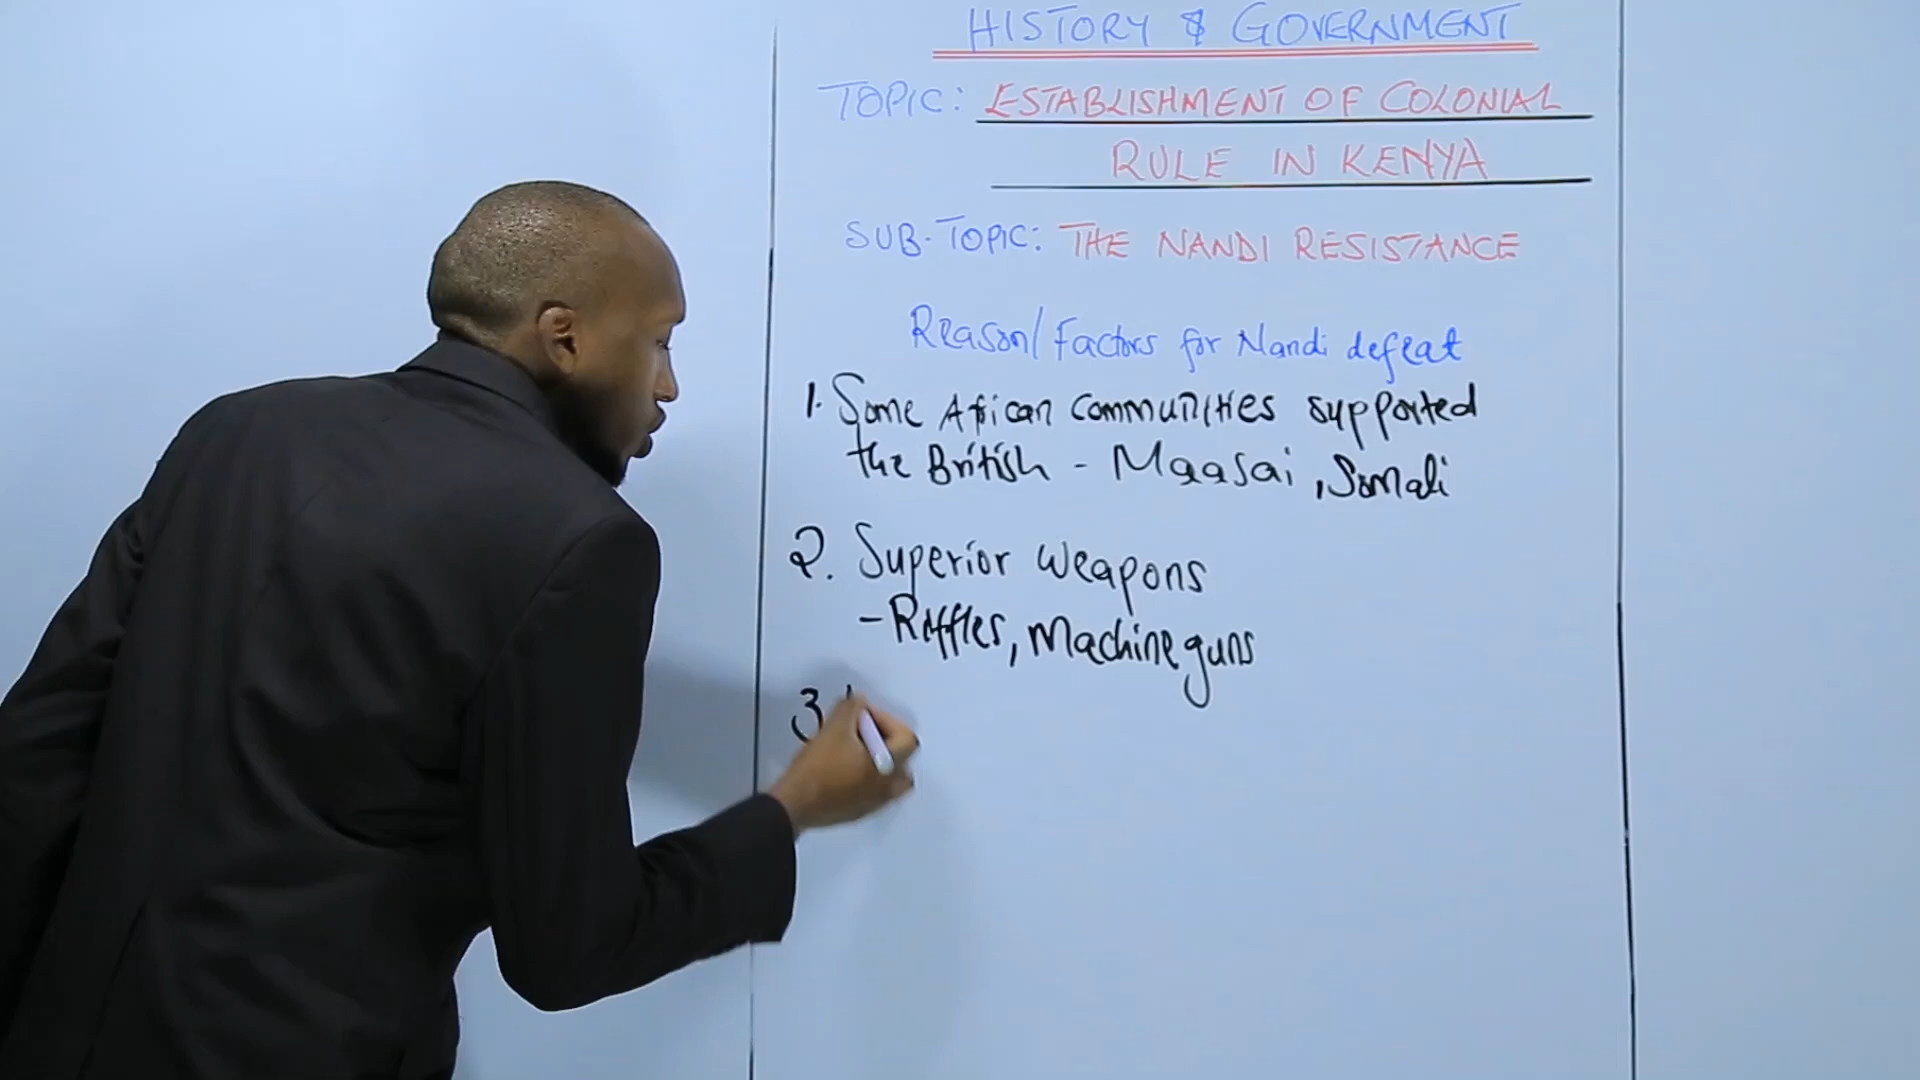 HISTORY & GOVERNMENT
TOPIC: ESTABLISHMENT OF COLONIAL
RULE IN KENYA
SUB-TOPIC: THE NANDI RESISTANCE
Reason/Factors for Nandi defeat
1. Some African communities supported
the British - Maasai, Somali
2. Superior weapons
- Raffles, Machine guns
3